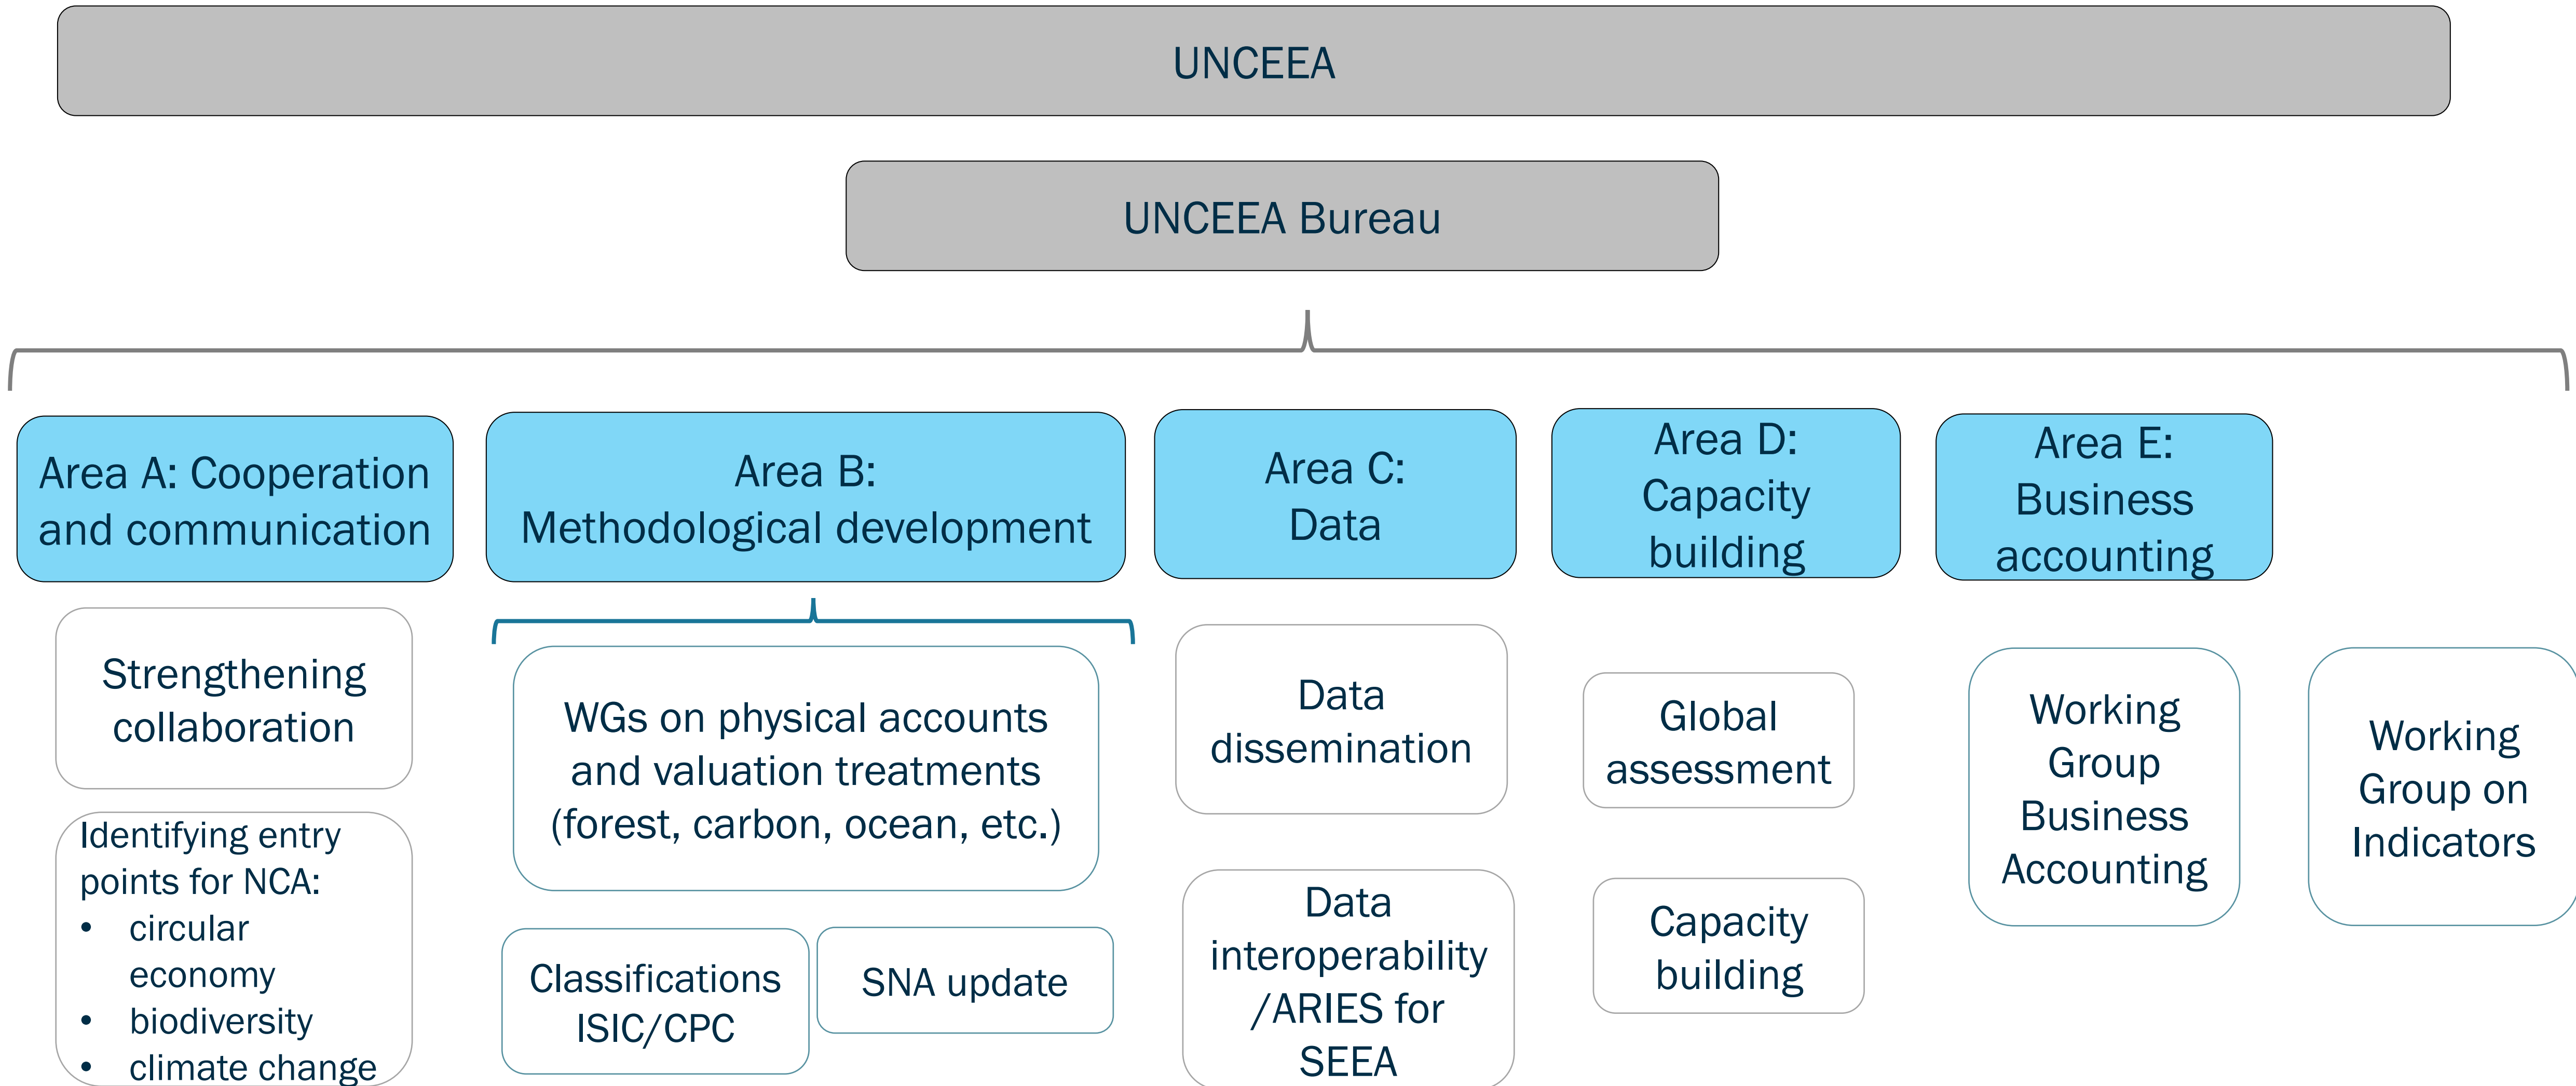 UNCEEA
UNCEEA Bureau
Area A: Cooperation
and communication
Area B:
Methodological development
Area C:
Data
Area D:
Capacity
building
Area E:
Business
accounting
Strengthening
collaboration
Identifying entry
points for NCA:
• circular
economy
• biodiversity
• climate change
WGs on physical accounts
and valuation treatments
(forest, carbon, ocean, etc.)
Classifications
ISIC/CPC
SNA update
Data
dissemination
Data
interoperability
/ARIES for
SEEA
Global
assessment
Capacity
building
Working
Group
Business
Accounting
Working
Group on
Indicators